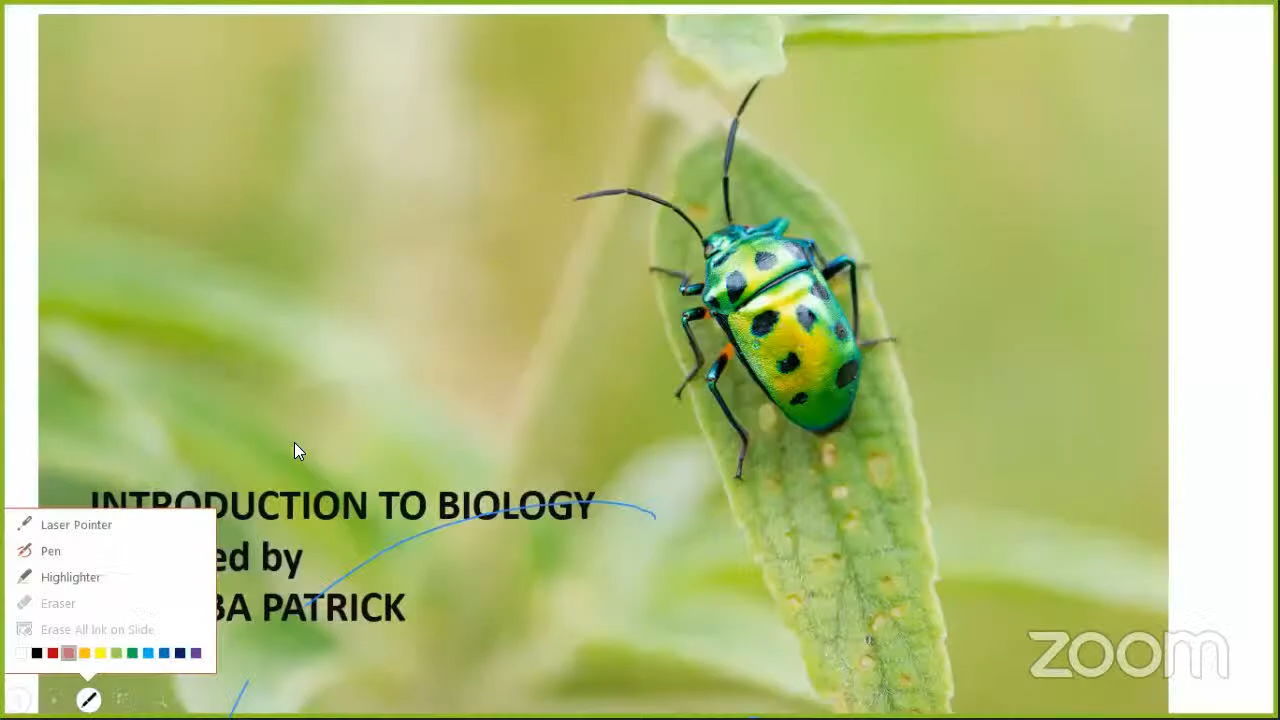 INTRODUCTION TO BIOLOGY
ed by
BA PATRICK
Laser Pointer
Pen
Highlighter
Eraser
Erase All Ink on Slide
zoom